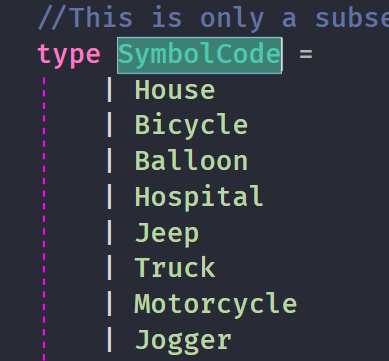 //This is only a subse
type SymbolCode =
| House
| Bicycle
| Balloon
| Hospital
| Jeep
| Truck
| Motorcycle
| Jogger